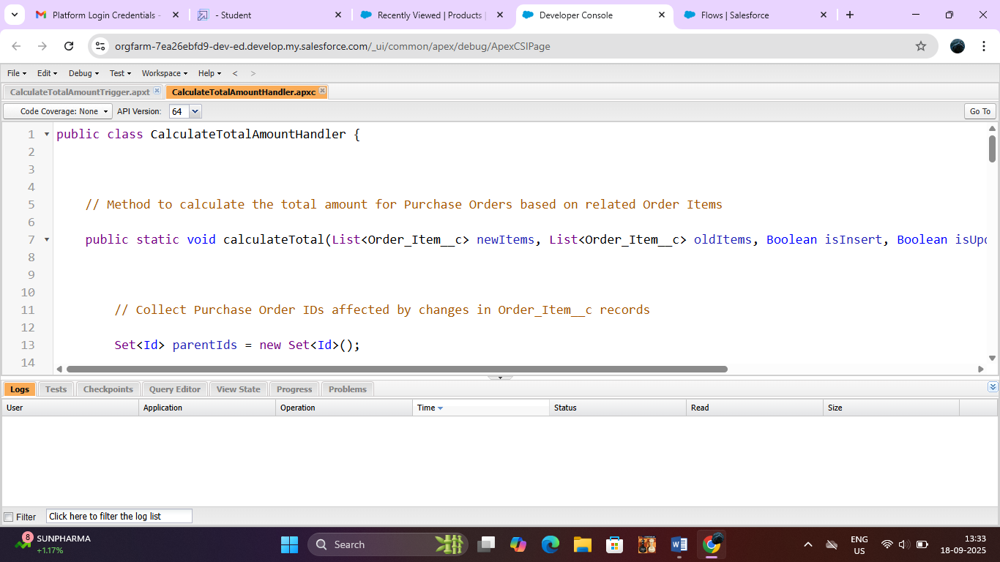 Platform Login Credentials -
- Student
Recently Viewed | Products |
Developer Console
Flows | Salesforce
orgfarm-7ea26ebfd9-dev-ed.develop.my.salesforce.com/_ui/common/apex/debug/ApexCSIPage
File Edit Debug Test Workspace Help < >
CalculateTotalAmountTrigger.apxt CalculateTotalAmountHandler.apxc
Code Coverage: None API Version: 64 Go To
1 public class CalculateTotalAmountHandler {
2
3
4
5 // Method to calculate the total amount for Purchase Orders based on related Order Items
6
7 public static void calculateTotal(List<Order_Item__c> newItems, List<Order_Item__c> oldItems, Boolean isInsert, Boolean isUpd
8
9
10
11 // Collect Purchase Order IDs affected by changes in Order_Item__c records
12
13 Set<Id> parentIds = new Set<Id>();
14
Logs Tests Checkpoints Query Editor View State Progress Problems
User Application Operation Time Status Read Size
Filter Click here to filter the log list
8 SUNPHARMA
+1.17%
Search
ENG
US
13:33
18-09-2025